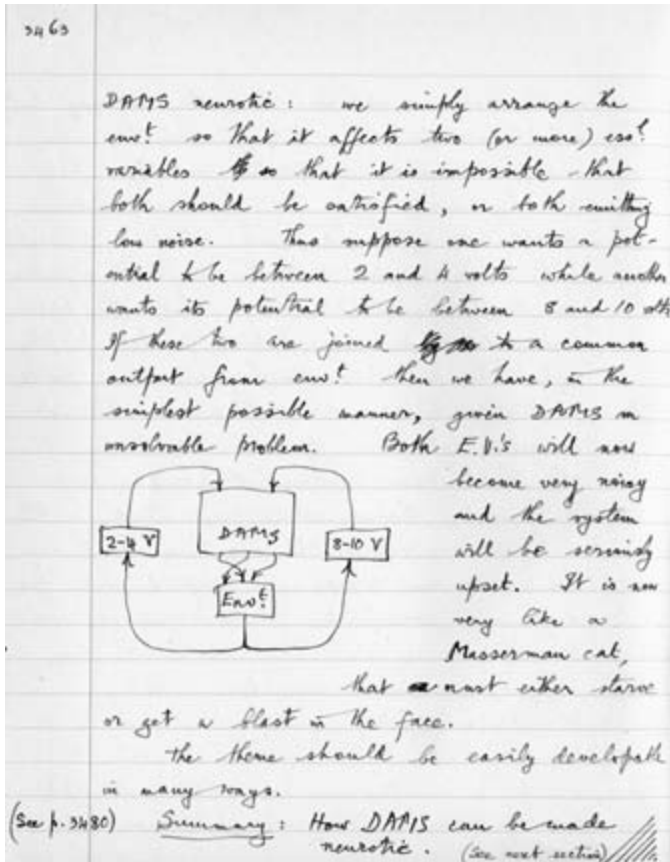 3463
DAMS neurotic: we simply arrange the
envt. so that it affects two (or more) essl.
variables so that it is impossible that
both should be satisfied, or both emitting
low noise. Thus suppose one wants a pot-
ential to be between 2 and 4 volts while another
wants its potential to be between 8 and 10 volts
If these two are joined to a common
output from envt. then we have, in the
simplest possible manner, given DAMS an
unsolvable problem. Both E.V.'s will now
become very noisy
and the system
will be seriously
upset. It is now
very like a
Masserman cat,
that must either starve
or get a blast in the face.
DAMS
2-4 V
8-10 V
Envt.
The theme should be easily developable
in many ways.
(See p. 3480) Summary: How DAMS can be made
neurotic. (See next section)